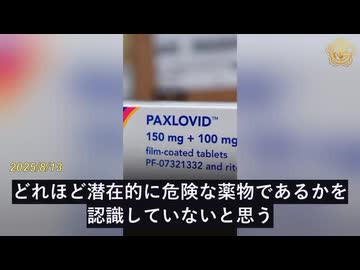 PAXLOVID™
150 mg + 100 mg
film-coated tablets
PF-07321332 and rit
2025/8/13
どれほど潜在的に危険な薬物であるかを
認識していないと思う